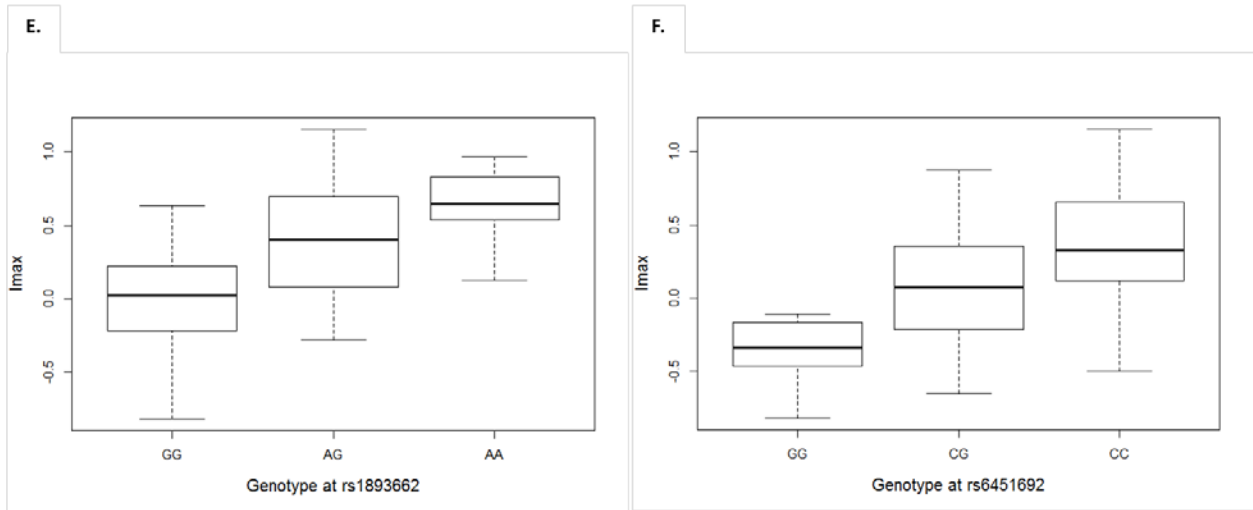 E.
1.0
0.5
0.0
-0.5
Imax
GG AG AA
Genotype at rs1893662
F.
1.0
0.5
0.0
-0.5
Imax
GG CG CC
Genotype at rs6451692